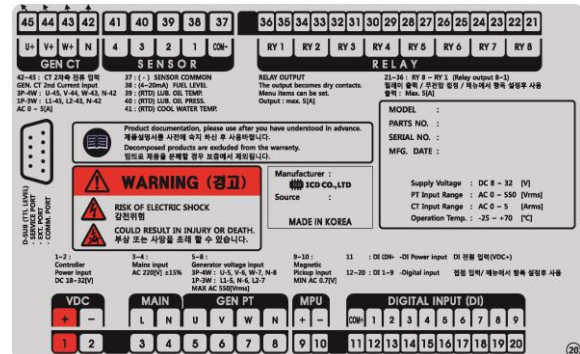 45 44 43 42 41 40 39 38 37 36 35 34 33 32 31 30 29 28 27 26 25 24 23 22 21
U+ V+ W+ N 4 3 2 1 COM- RY 1 RY 2 RY 3 RY 4 RY 5 RY 6 RY 7 RY 8
GEN CT SENSOR RELAY
42~45 : CT 2차측 전류 입력
GEN. CT 2nd Current input
3P-4W : U-45, V-44, W-43, N-42
1P-3W : L1-45, L2-43, N-42
AC 0 ~ 5[A]
37 : ( - ) SENSOR COMMON
38 : (4~20mA) FUEL LEVEL
39 : (RTD) LUB. OIL TEMP.
40 : (RTD) LUB. OIL PRESS.
41 : (RTD) COOL WATER TEMP.
RELAY OUTPUT
The output becomes dry contacts.
Menu items can be set.
Output : max. 5[A]
21~36 : RY 8 ~ RY 1 (Relay output 8~1)
릴레이 출력 / 무전압 접점 / 메뉴에서 항목 설정후 사용
출력 : Max. 5[A]
D-SUB (TTL LEVEL)
- SERVICE PORT
- EXT. PORT
- COMM. PORT
Product documentation, please use after you have understood in advance.
제품설명서를 사전에 숙지 하신 후 사용바랍니다.
Decomposed products are excluded from the warranty.
임의로 제품을 분해할 경우 보증에서 제외됩니다.
MODEL :
PARTS NO. :
SERIAL NO. :
MFG. DATE :
WARNING (경고)
RISK OF ELECTRIC SHOCK
감전위험
COULD RESULT IN INJURY OR DEATH.
부상 또는 사망을 초래 할 수 있습니다.
Manufacturer :
ICD CO.,LTD
Source :
MADE IN KOREA
Supply Voltage : DC 8 ~ 32 [V]
PT Input Range : AC 0 ~ 550 [Vrms]
CT Input Range : AC 0 ~ 5 [Arms]
Operation Temp. : -25 ~ +70 [℃]
1~2 :
Controller
Power input
DC 18~32[V]
3~4 :
Mains input
AC 220[V] ±15%
5~8 :
Generator voltage input
3P-4W : U-5, V-6, W-7, N-8
1P-3W : L1-5, N-6, L2-7
MAX AC 550[Vrms]
9~10 :
Magnetic
Pickup input
MIN AC 0.7[V]
11 : DI COM+ -DI Power input DI 전원 입력(VDC+)
12~20 : DI 1~9 -Digital input 접점 입력/ 메뉴에서 항목 설정후 사용
VDC MAIN GEN PT MPU DIGITAL INPUT (DI)
+ - L N U V W N + - COM+ 1 2 3 4 5 6 7 8 9
1 2 3 4 5 6 7 8 9 10 11 12 13 14 15 16 17 18 19 20
20